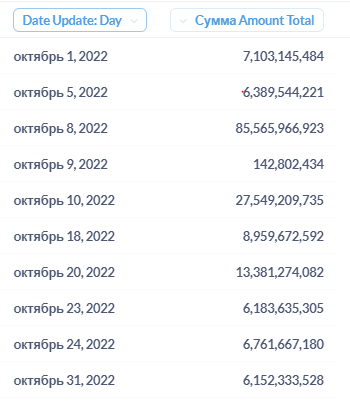 Date Update: Day Сумма Amount Total
октябрь 1, 2022 7,103,145,484
октябрь 5, 2022 6,389,544,221
октябрь 8, 2022 85,565,966,923
октябрь 9, 2022 142,802,434
октябрь 10, 2022 27,549,209,735
октябрь 18, 2022 8,959,672,592
октябрь 20, 2022 13,381,274,082
октябрь 23, 2022 6,183,635,305
октябрь 24, 2022 6,761,667,180
октябрь 31, 2022 6,152,333,528